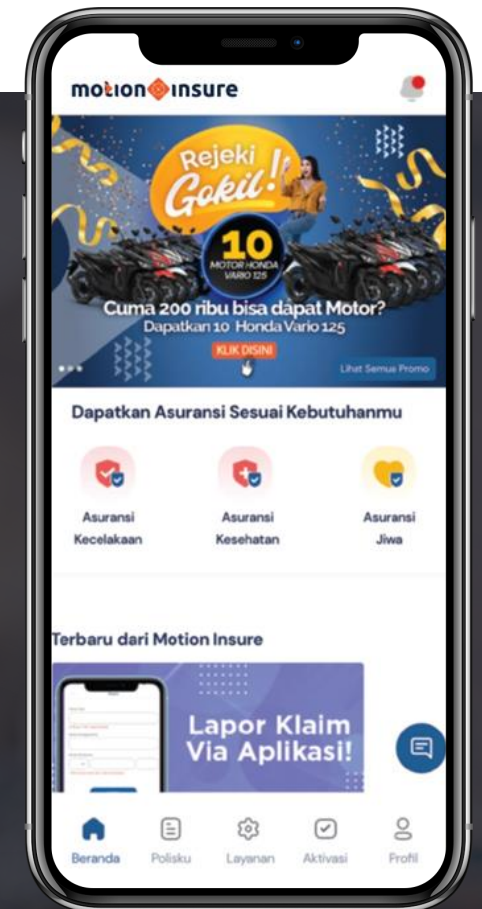 motion insure
Rejeki
Gokil!
10
MOTOR HONDA
VARIO 125
Cuma 200 ribu bisa dapat Motor?
Dapatkan 10 Honda Vario 125
KLIK DISINI
Lihat Semua Promo
Dapatkan Asuransi Sesuai Kebutuhanmu
Asuransi
Kecelakaan
Asuransi
Kesehatan
Asuransi
Jiwa
Terbaru dari Motion Insure
Lapor Klaim
Via Aplikasi!
Beranda
Polisku
Layanan
Aktivasi
Profil